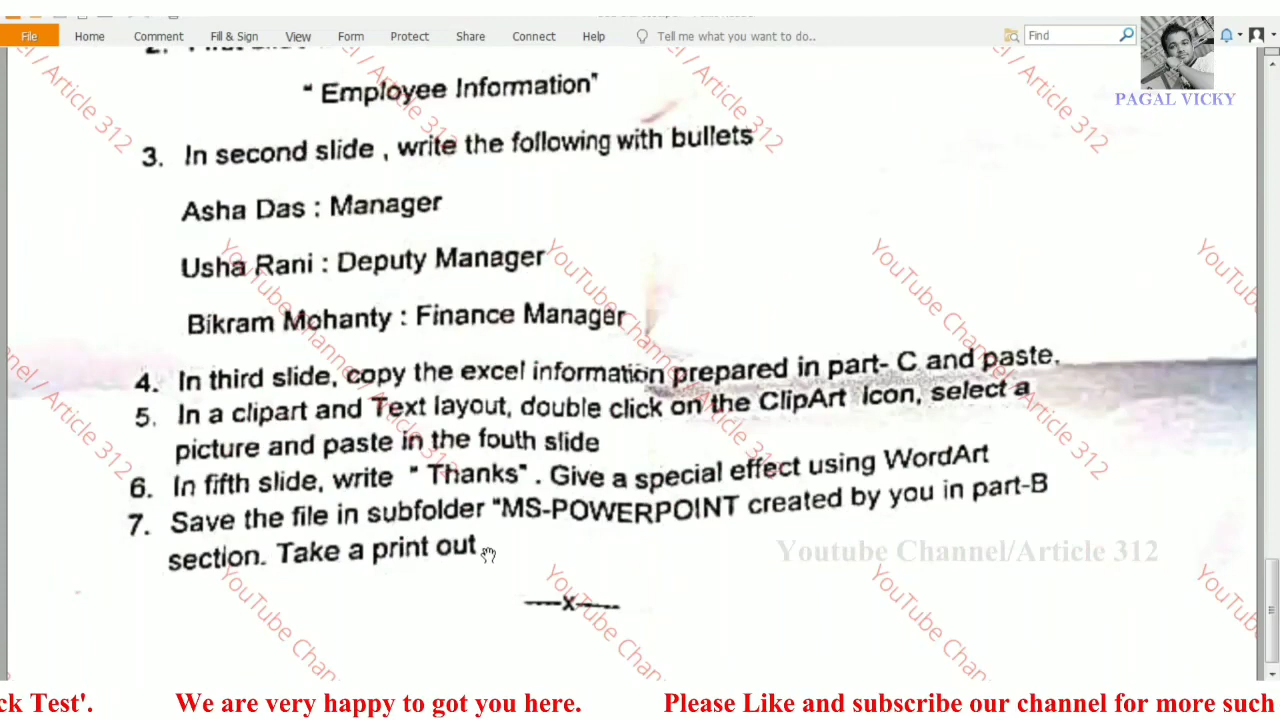 File Home Comment Fill & Sign View Form Protect Share Connect Help Tell me what you want to do.. Find
PAGAL VICKY
2.
“ Employee Information”
3. In second slide , write the following with bullets
Asha Das : Manager
Usha Rani : Deputy Manager
Bikram Mohanty : Finance Manager
4. In third slide, copy the excel information prepared in part- C and paste.
5. In a clipart and Text layout, double click on the ClipArt Icon, select a
picture and paste in the fouth slide
6. In fifth slide, write “ Thanks” . Give a special effect using WordArt
7. Save the file in subfolder “MS-POWERPOINT created by you in part-B
section. Take a print out
Youtube Channel/Article 312
----x-----
YouTube Channel / Article 312
ck Test'. We are very happy to got you here. Please Like and subscribe our channel for more such